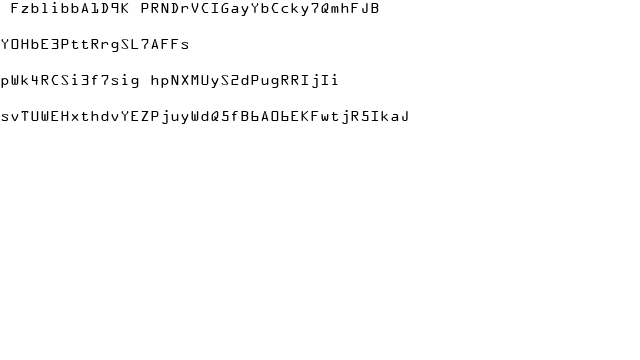 FzblibbA1D9K PRNDrVCIGayYbCcky7QmhFJB
YOHbE3PttRrgSL7AFFs
pWk4RCSi3f7sig hpNXMUyS2dPugRRIjIi
svTUWEHxthdvYEZPjuyWdQ5fB6AO6EKFwtjR5IkaJ